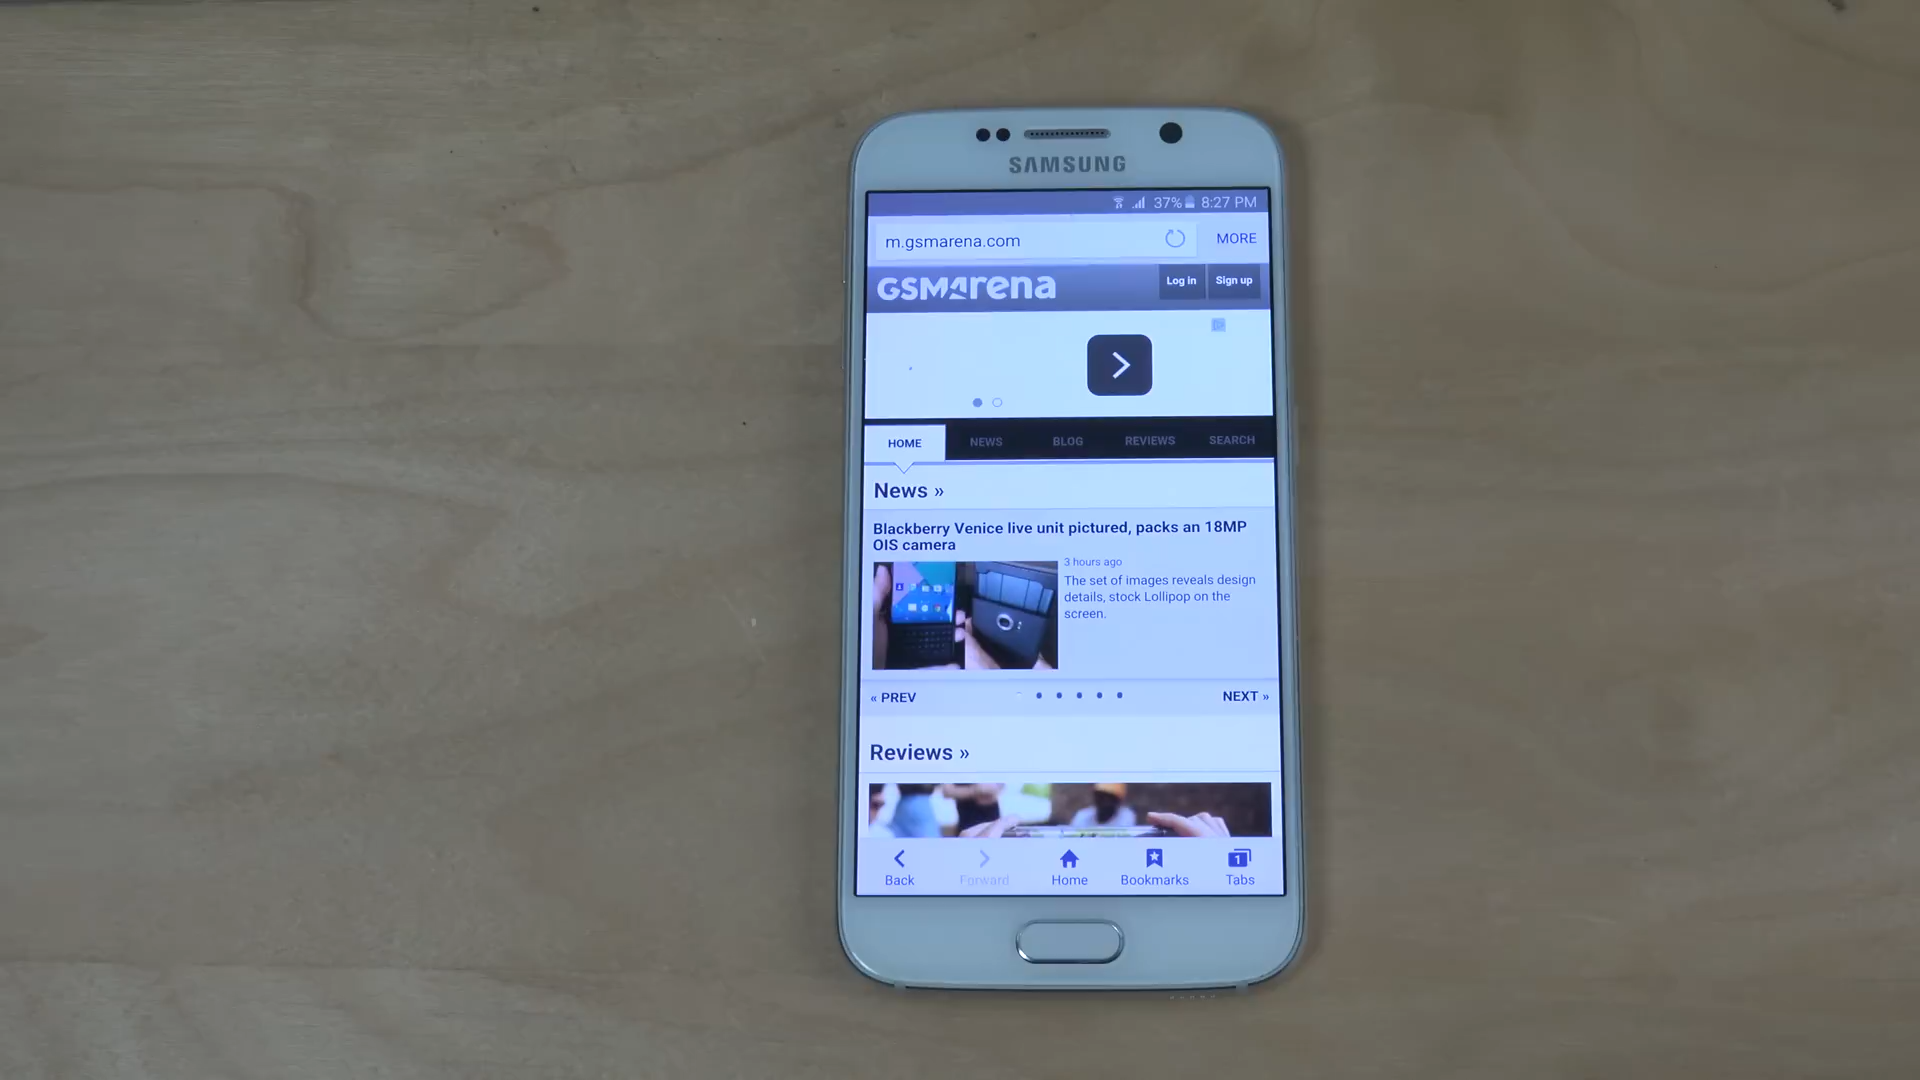 SAMSUNG
37% 8:27 PM
m.gsmarena.com MORE
GSMArena Log in Sign up
HOME NEWS BLOG REVIEWS SEARCH
News »
Blackberry Venice live unit pictured, packs an 18MP
OIS camera
3 hours ago
The set of images reveals design
details, stock Lollipop on the
screen.
« PREV NEXT »
Reviews »
1
Back Forward Home Bookmarks Tabs